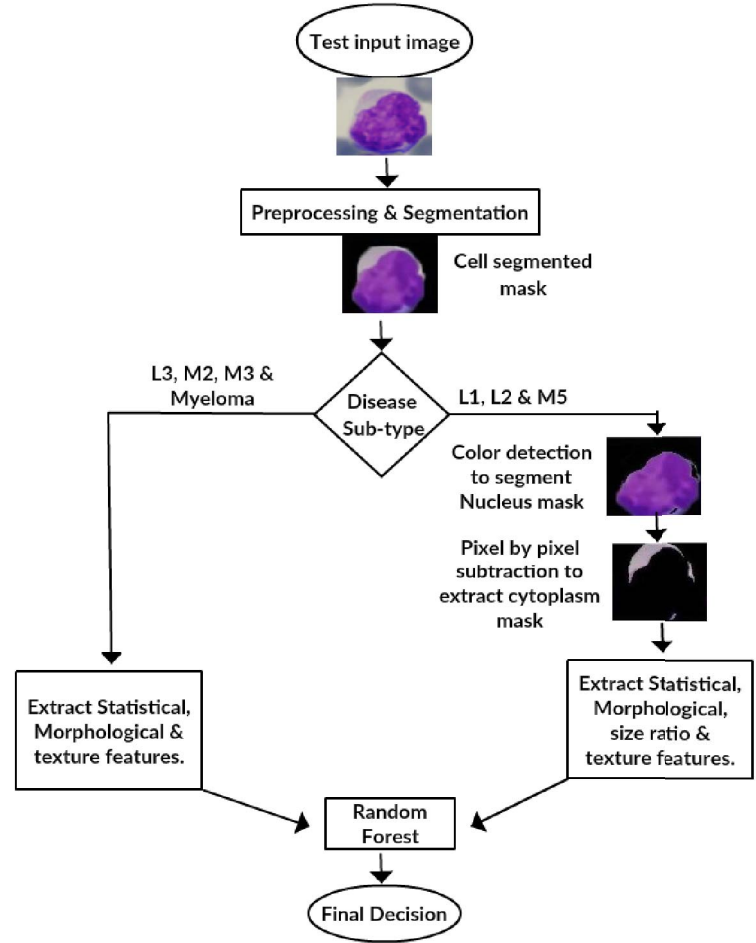 Test input image
Preprocessing & Segmentation
Cell segmented
mask
L3, M2, M3 &
Myeloma
Disease
Sub-type
L1, L2 & M5
Color detection
to segment
Nucleus mask
Pixel by pixel
subtraction to
extract cytoplasm
mask
Extract Statistical,
Morphological &
texture features.
Extract Statistical,
Morphological,
size ratio &
texture features.
Random
Forest
Final Decision